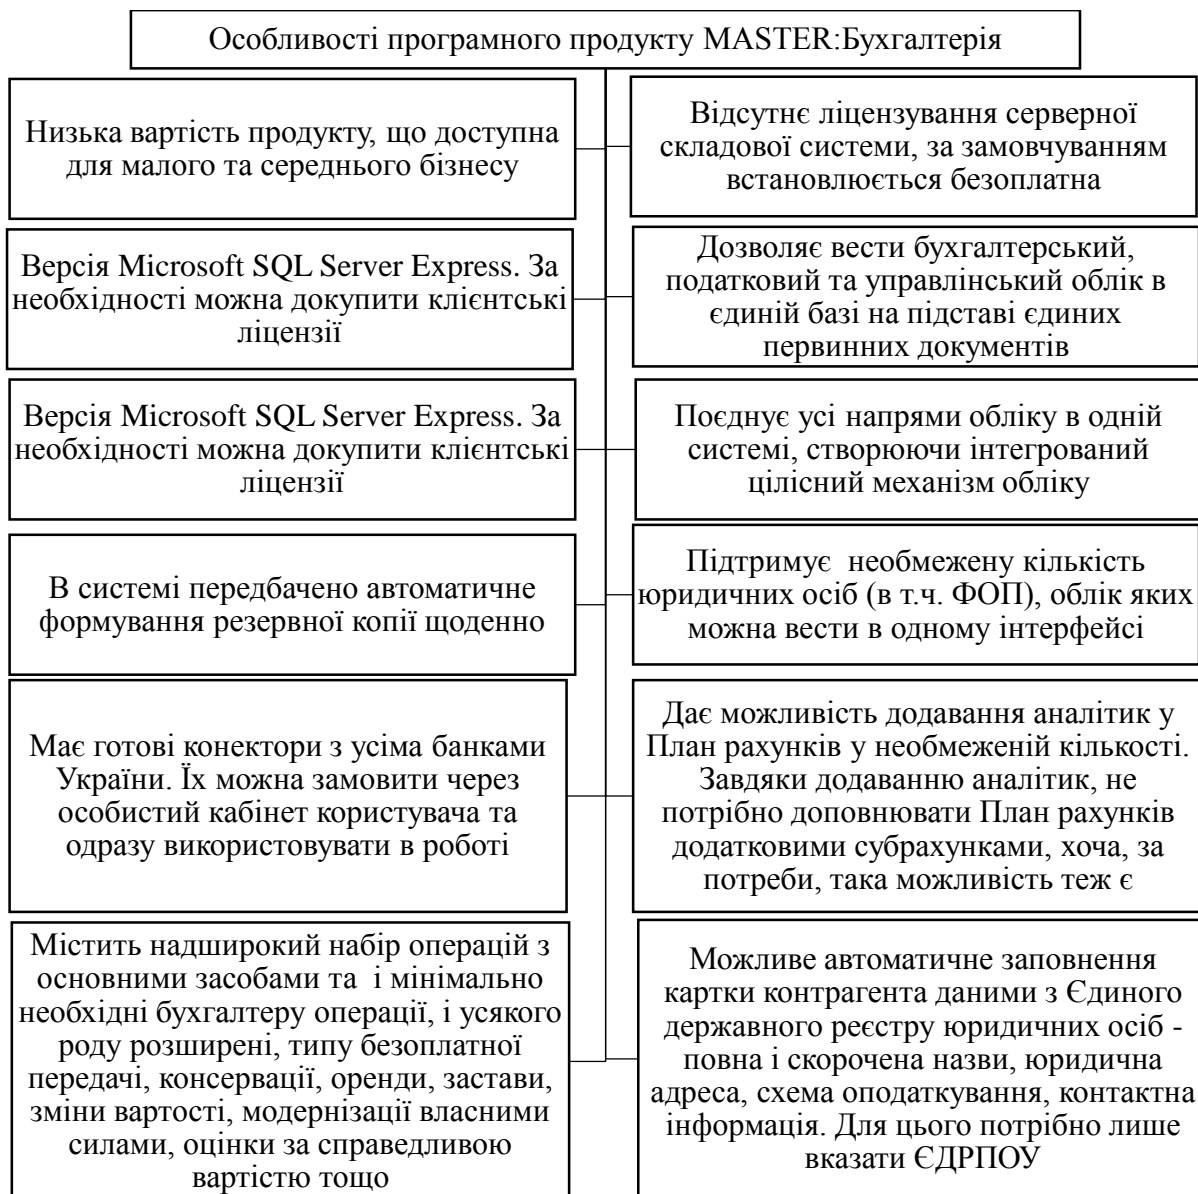 Особливості програмного продукту MASTER:Бухгалтерія
Низька вартість продукту, що доступна
для малого та середнього бізнесу
Відсутнє ліцензування серверної
складової системи, за замовчуванням
встановлюється безоплатна
Версія Microsoft SQL Server Express. За
необхідності можна докупити клієнтські
ліцензії
Дозволяє вести бухгалтерський,
податковий та управлінський облік в
єдиній базі на підставі єдиних
первинних документів
Версія Microsoft SQL Server Express. За
необхідності можна докупити клієнтські
ліцензії
Поєднує усі напрями обліку в одній
системі, створюючи інтегрований
цілісний механізм обліку
В системі передбачено автоматичне
формування резервної копії щоденно
Підтримує необмежену кількість
юридичних осіб (в т.ч. ФОП), облік яких
можна вести в одному інтерфейсі
Має готові конектори з усіма банками
України. Їх можна замовити через
особистий кабінет користувача та
одразу використовувати в роботі
Дає можливість додавання аналітик у
План рахунків у необмеженій кількості.
Завдяки додаванню аналітик, не
потрібно доповнювати План рахунків
додатковими субрахунками, хоча, за
потреби, така можливість теж є
Містить надширокий набір операцій з
основними засобами та і мінімально
необхідні бухгалтеру операції, і усякого
роду розширені, типу безоплатної
передачі, консервації, оренди, застави,
зміни вартості, модернізації власними
силами, оцінки за справедливою
вартістю тощо
Можливе автоматичне заповнення
картки контрагента даними з Єдиного
державного реєстру юридичних осіб -
повна і скорочена назви, юридична
адреса, схема оподаткування, контактна
інформація. Для цього потрібно лише
вказати ЄДРПОУ